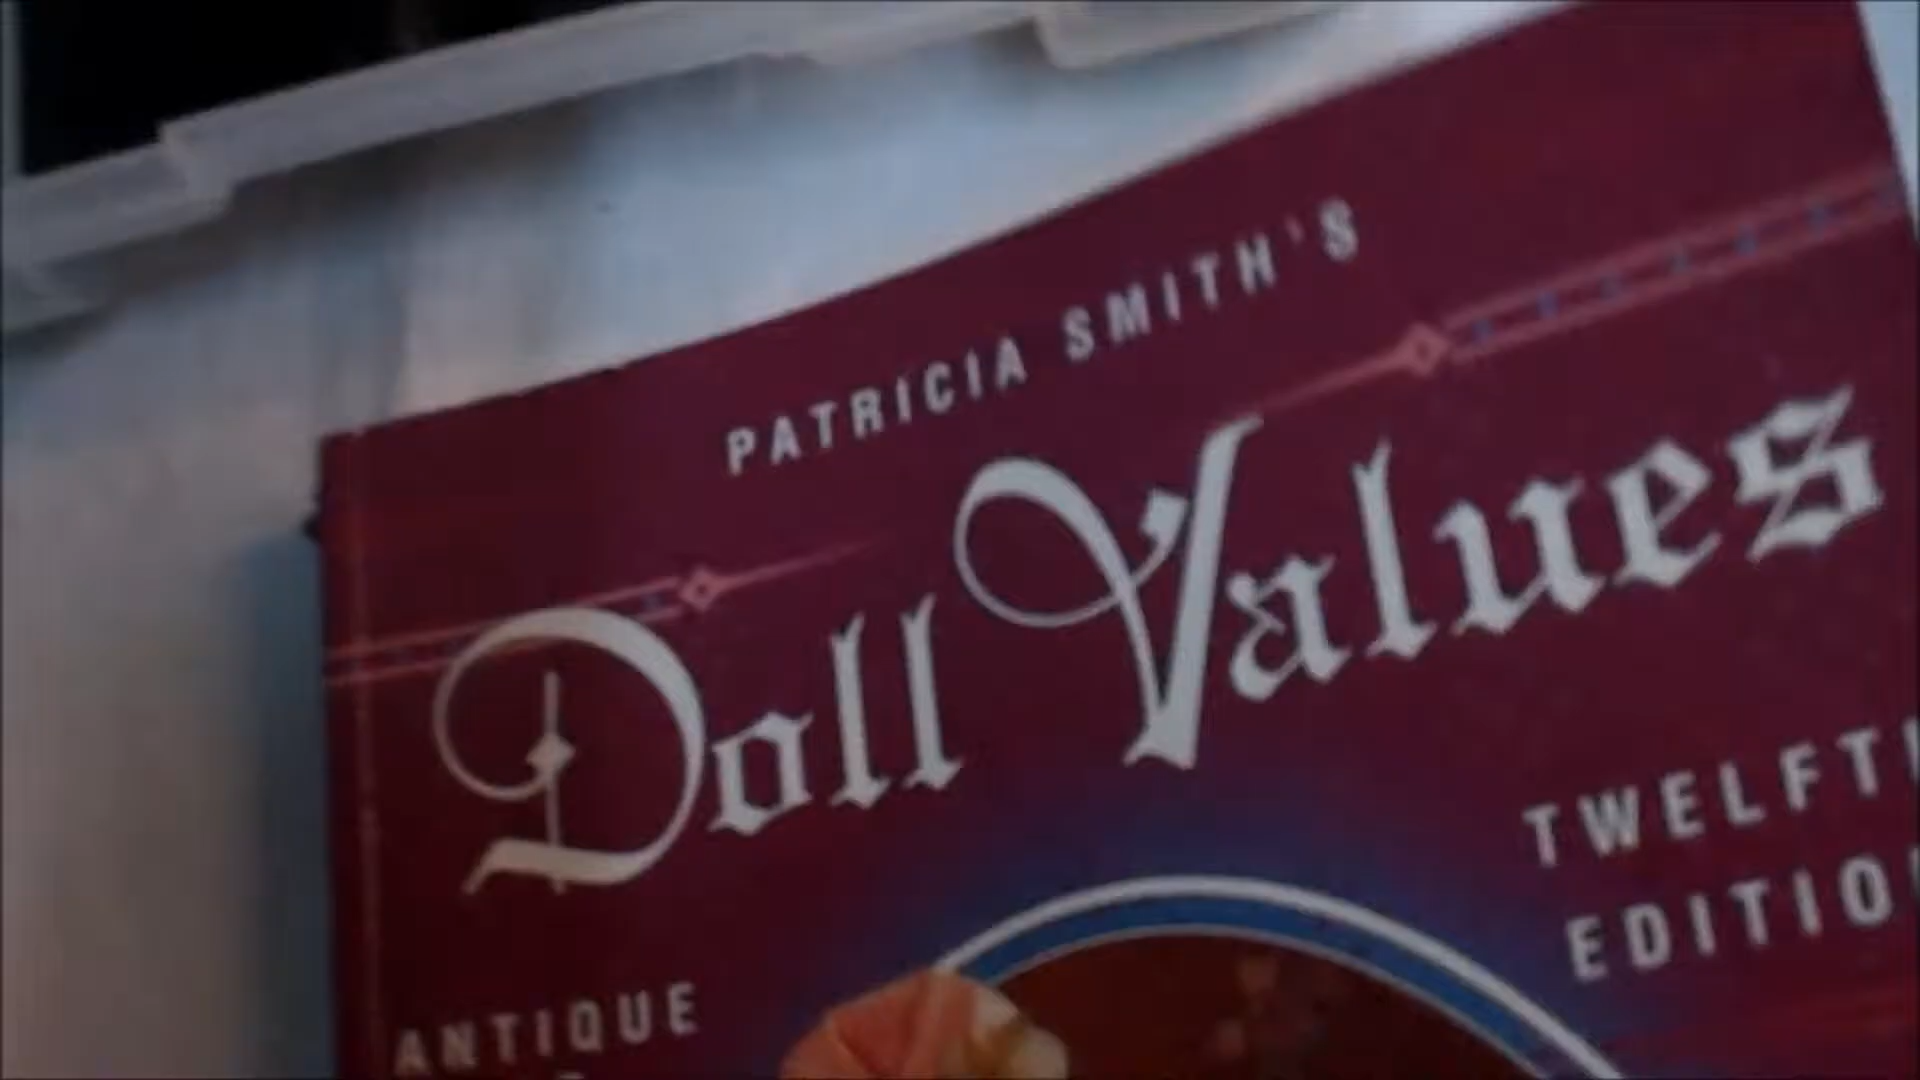 PATRICIA SMITH'S
Doll Values
TWELFT
EDITIO
ANTIQUE